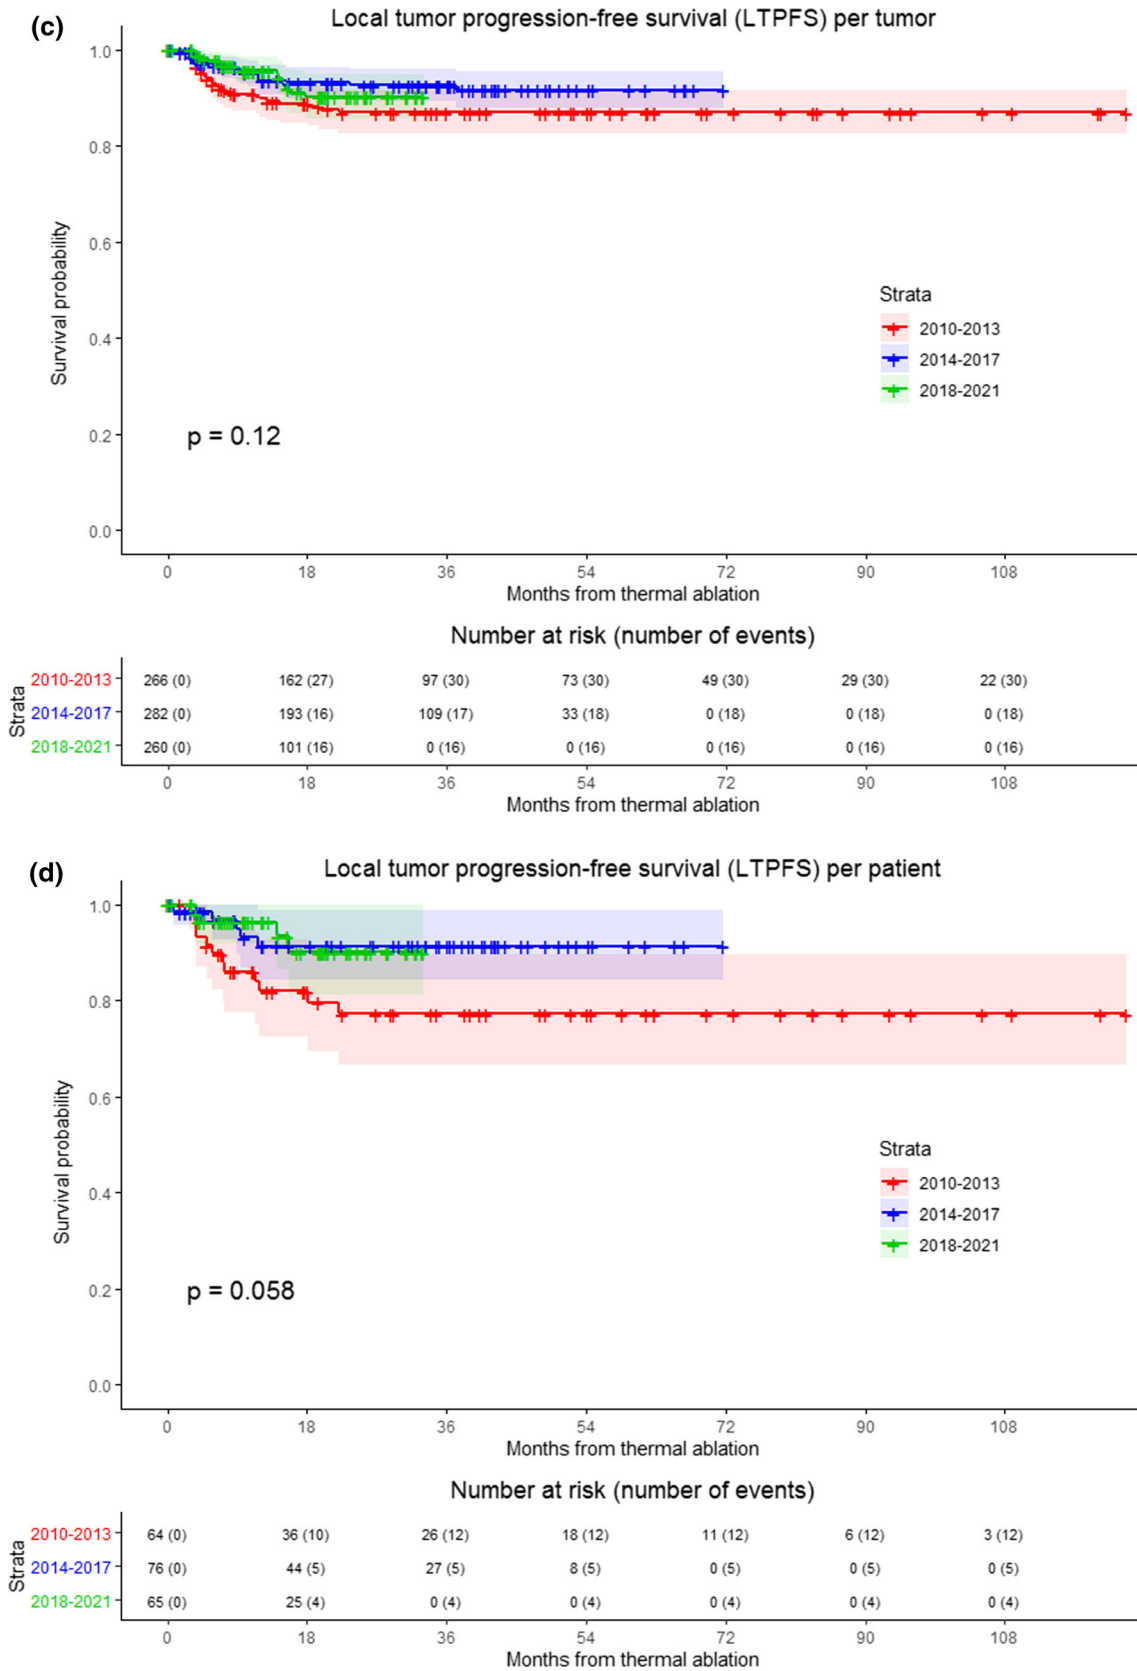 (c)
Local tumor progression-free survival (LTPFS) per tumor
1.0
0.8
0.6
0.4
0.2
0.0
Survival probability
Strata
2010-2013
2014-2017
2018-2021
p = 0.12
0 18 36 54 72 90 108
Months from thermal ablation
Number at risk (number of events)
Strata
2010-2013 266 (0) 162 (27) 97 (30) 73 (30) 49 (30) 29 (30) 22 (30)
2014-2017 282 (0) 193 (16) 109 (17) 33 (18) 0 (18) 0 (18) 0 (18)
2018-2021 260 (0) 101 (16) 0 (16) 0 (16) 0 (16) 0 (16) 0 (16)
0 18 36 54 72 90 108
Months from thermal ablation
(d)
Local tumor progression-free survival (LTPFS) per patient
1.0
0.8
0.6
0.4
0.2
0.0
Survival probability
Strata
2010-2013
2014-2017
2018-2021
p = 0.058
0 18 36 54 72 90 108
Months from thermal ablation
Number at risk (number of events)
Strata
2010-2013 64 (0) 36 (10) 26 (12) 18 (12) 11 (12) 6 (12) 3 (12)
2014-2017 76 (0) 44 (5) 27 (5) 8 (5) 0 (5) 0 (5) 0 (5)
2018-2021 65 (0) 25 (4) 0 (4) 0 (4) 0 (4) 0 (4) 0 (4)
0 18 36 54 72 90 108
Months from thermal ablation